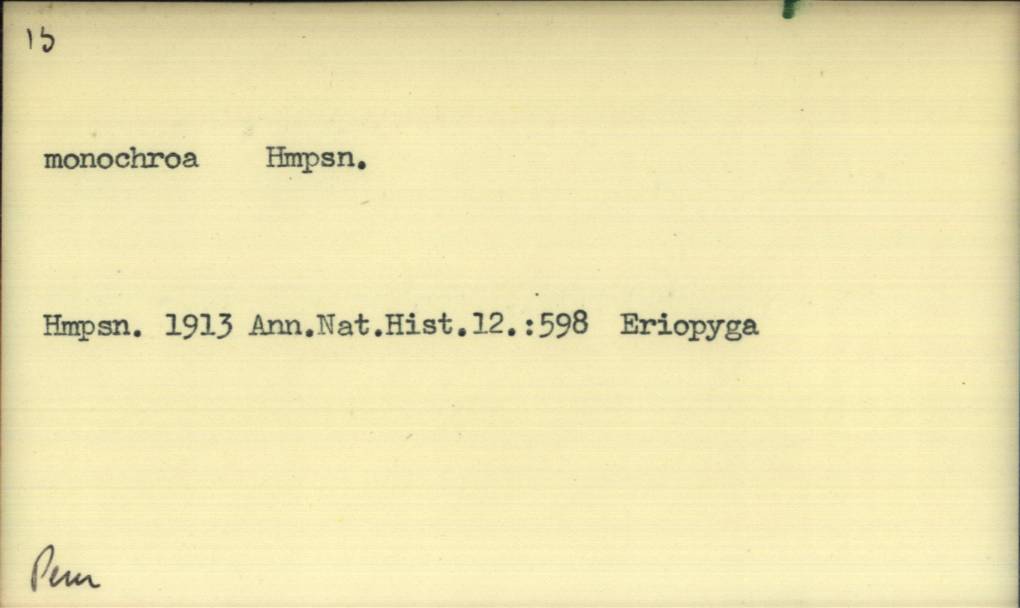 15
monochroa Hmpsn.
Hmpsn. 1913 Ann.Nat.Hist.12.:598 Eriopyga
Peru